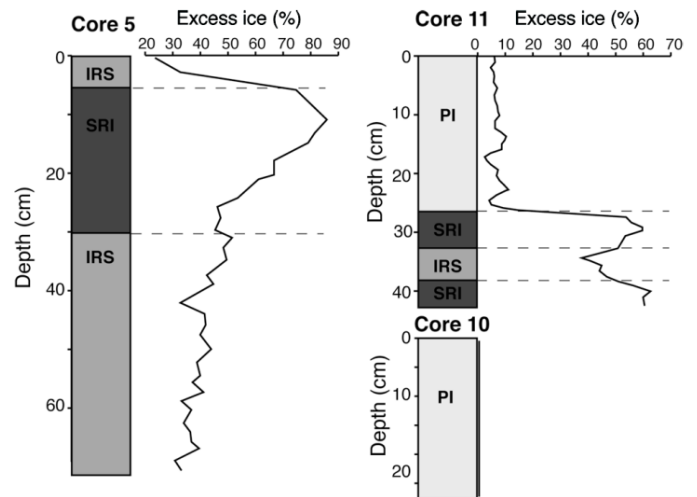 Core 5
Excess ice (%)
20 30 40 50 60 70 80 90
Depth (cm)
0
20
40
60
IRS
SRI
IRS
Core 11
Excess ice (%)
0 10 20 30 40 50 60 70
Depth (cm)
0
10
20
30
40
PI
SRI
IRS
SRI
Core 10
Depth (cm)
0
10
20
PI